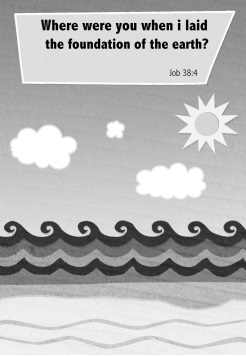 Where were you when i laid
the foundation of the earth?
Job 38:4